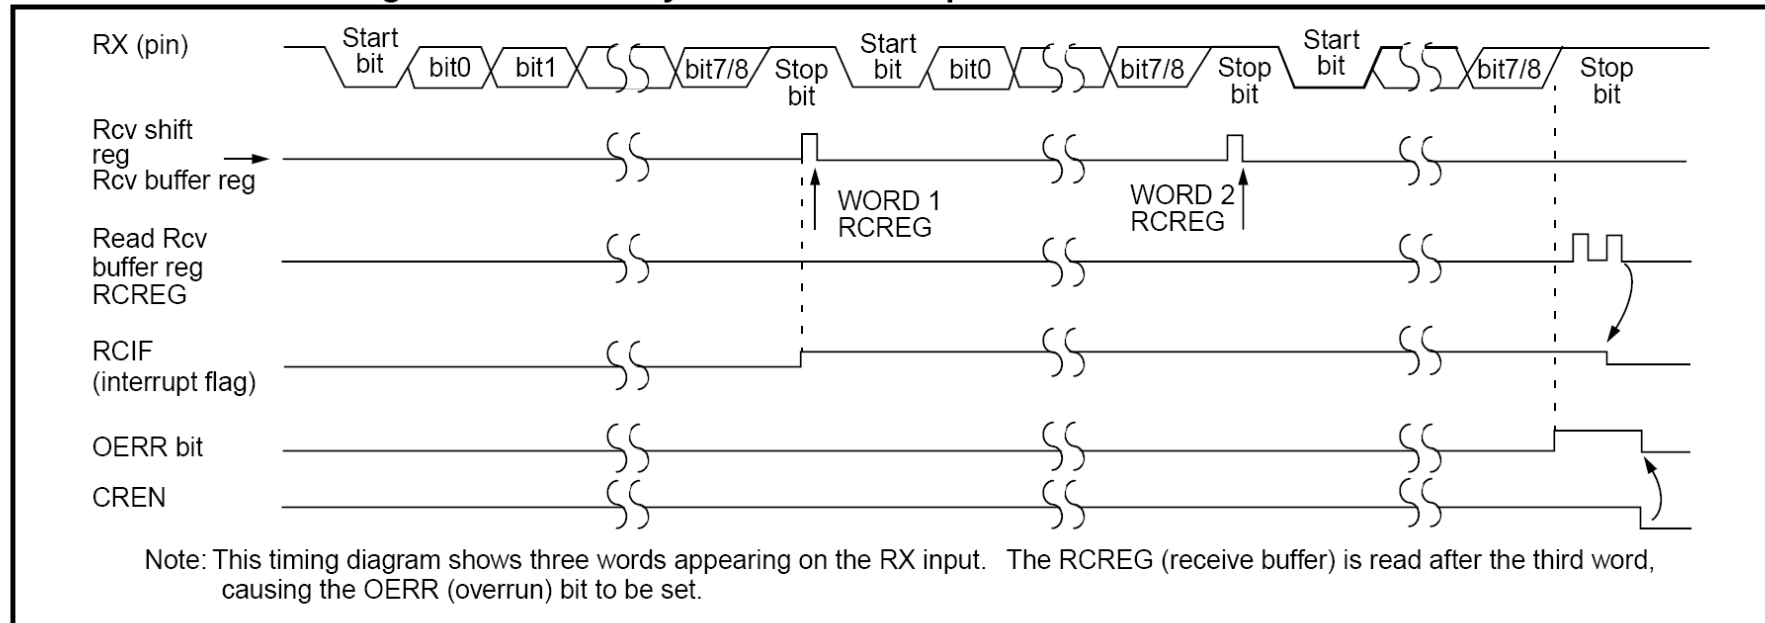 RX (pin)
Start bit
bit0
bit1
bit7/8
Stop bit
Start bit
bit0
bit7/8
Stop bit
Start bit
bit7/8
Stop bit
Rcv shift
reg
Rcv buffer reg
WORD 1
RCREG
WORD 2
RCREG
Read Rcv
buffer reg
RCREG
RCIF
(interrupt flag)
OERR bit
CREN
Note: This timing diagram shows three words appearing on the RX input. The RCREG (receive buffer) is read after the third word,
causing the OERR (overrun) bit to be set.